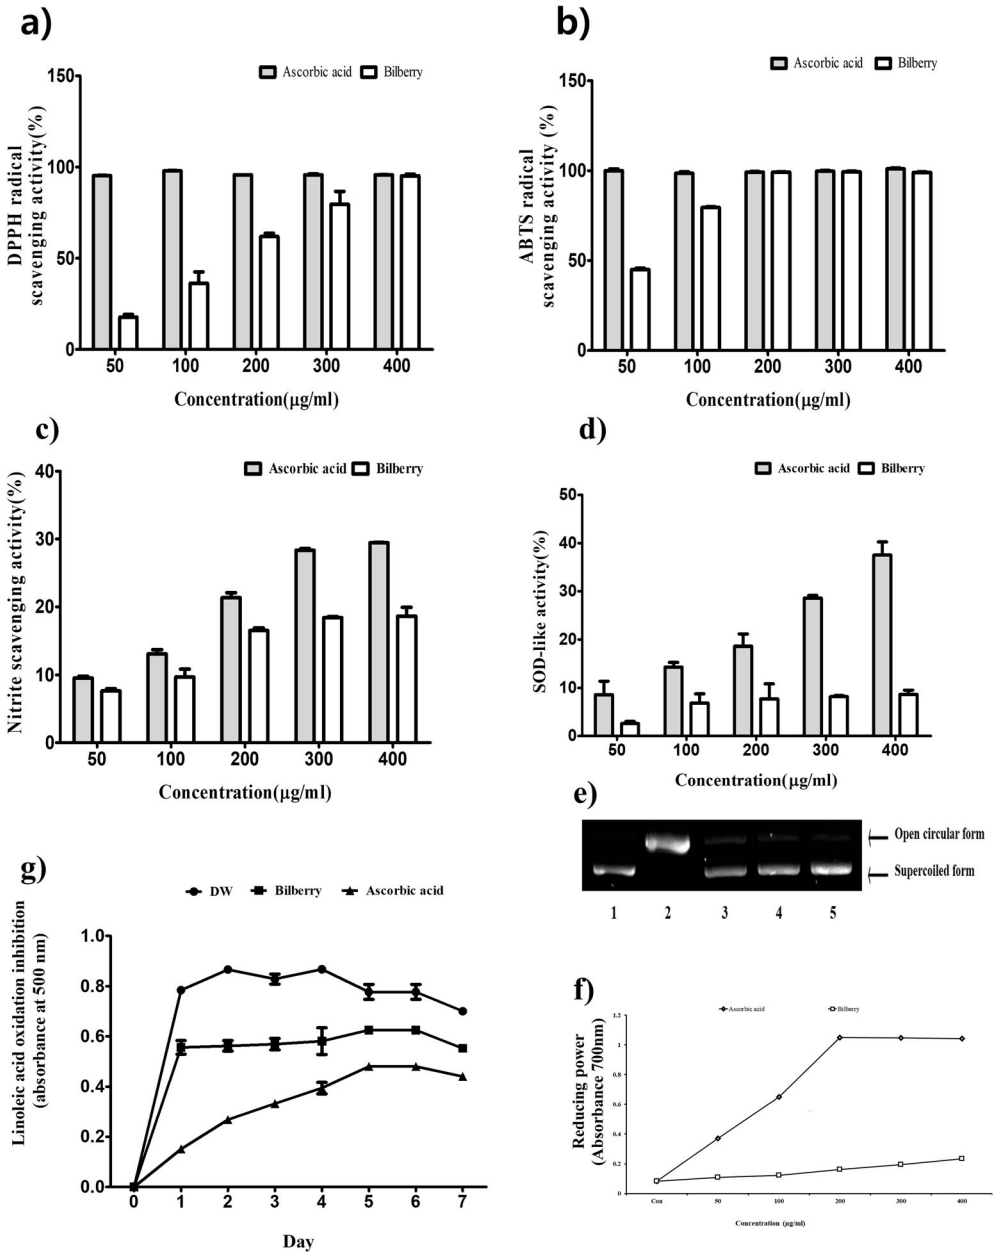 a)
Ascorbic acid Bilberry
DPPH radical
scavenging activity(%)
150
100
50
0
50 100 200 300 400
Concentration(μg/ml)
b)
Ascorbic acid Bilberry
ABTS radical
scavenging activity (%)
150
100
50
0
50 100 200 300 400
Concentration(μg/ml)
c)
Ascorbic acid Bilberry
Nitrite scavenging activity(%)
40
30
20
10
0
50 100 200 300 400
Concentration(μg/ml)
d)
Ascorbic acid Bilberry
SOD-like activity(%)
50
40
30
20
10
0
50 100 200 300 400
Concentration(μg/ml)
e)
Open circular form
Supercoiled form
1 2 3 4 5
g)
DW Bilberry Ascorbic acid
Linoleic acid oxidation inhibition
(absorbance at 500 nm)
1.0
0.8
0.6
0.4
0.2
0.0
0 1 2 3 4 5 6 7
Day
f)
Ascorbic acid Bilberry
Reducing power
(Absorbance 700nm)
1.2
1
0.8
0.6
0.4
0.2
0
Con 50 100 200 300 400
Concentration (μg/ml)